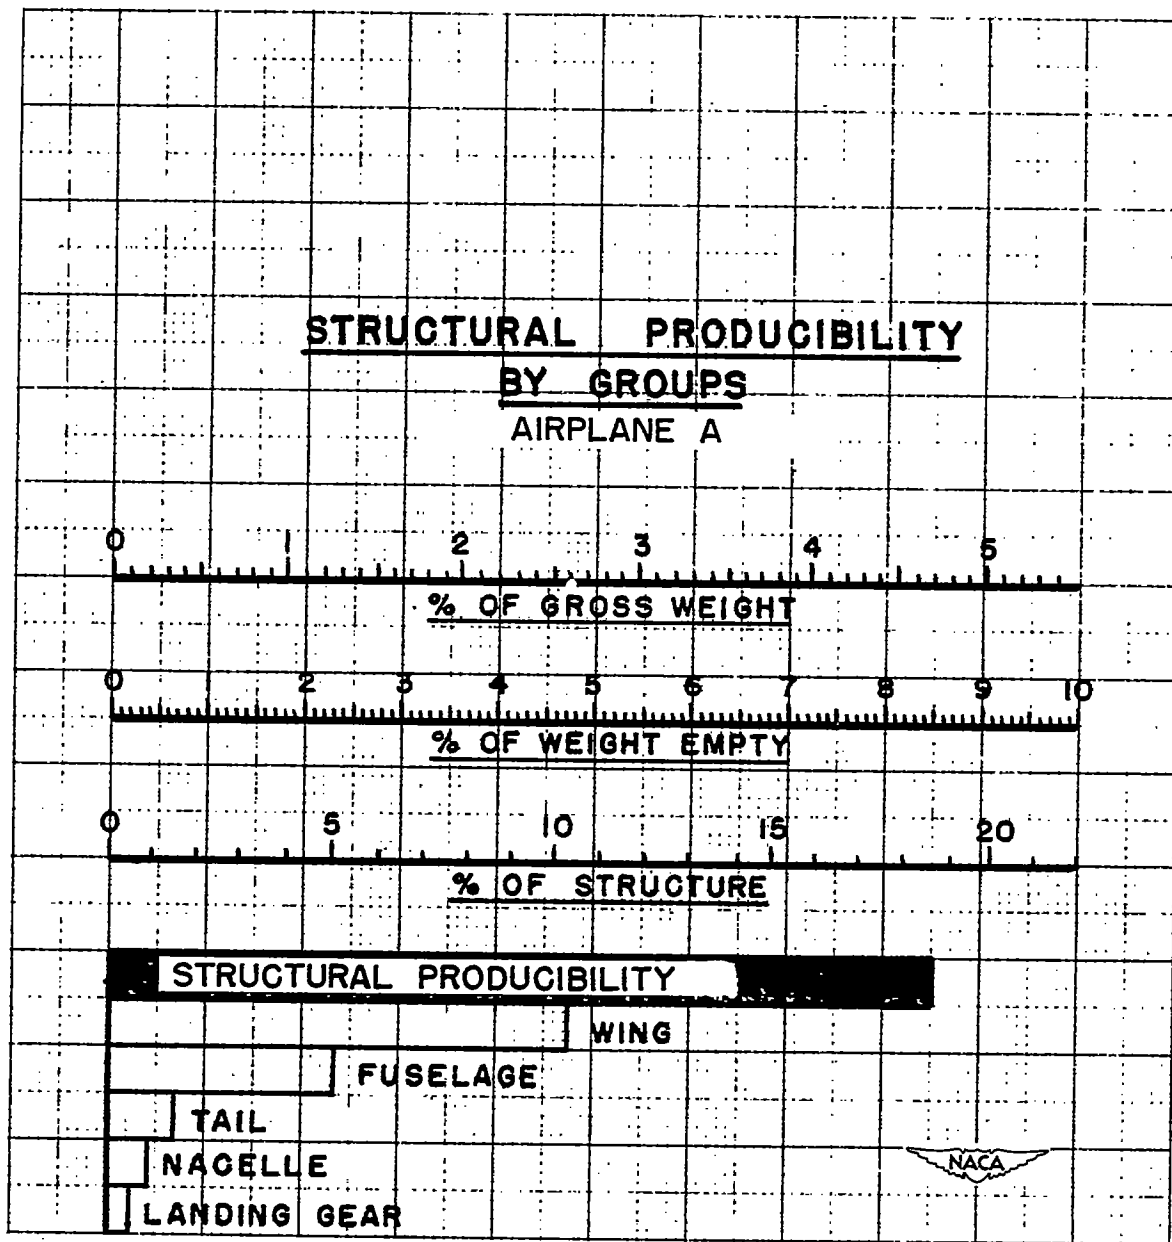 STRUCTURAL PRODUCIBILITY
BY GROUPS
AIRPLANE A
0 1 2 3 4 5
% OF GROSS WEIGHT
0 2 3 4 5 6 7 8 9 10
% OF WEIGHT EMPTY
0 5 10 15 20
% OF STRUCTURE
STRUCTURAL PRODUCIBILITY
WING
FUSELAGE
TAIL
NACELLE
LANDING GEAR
NACA